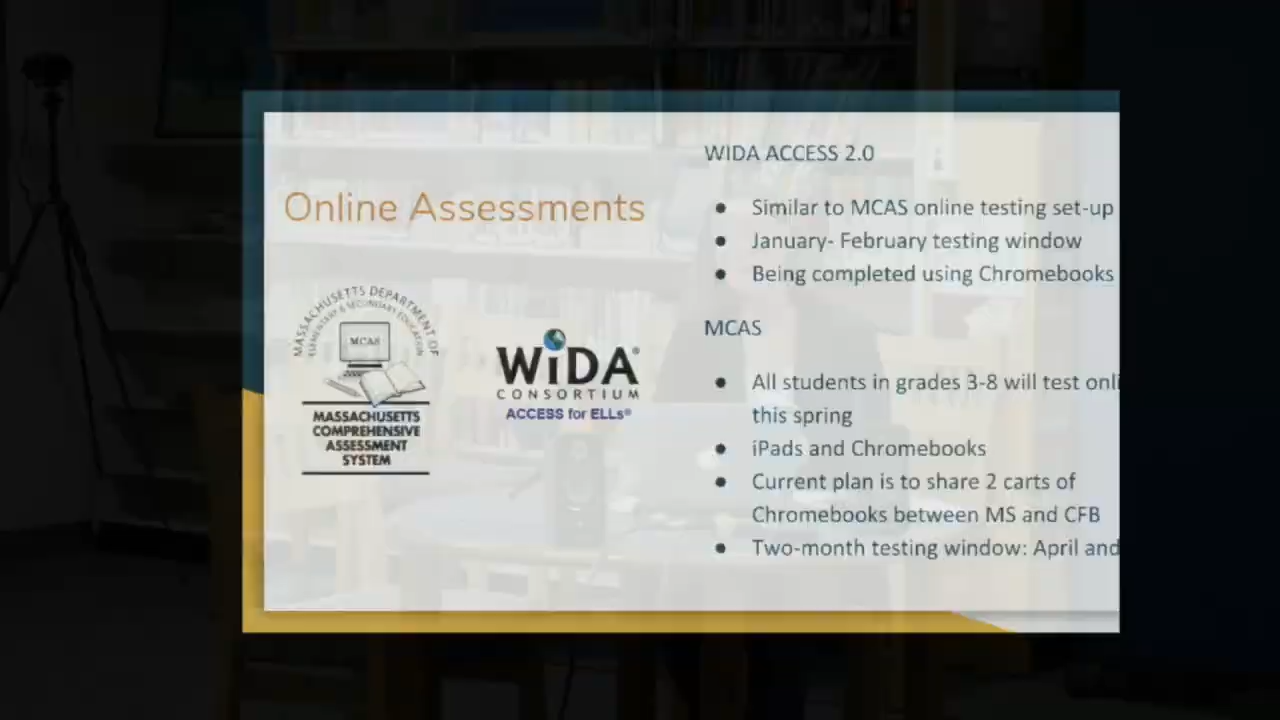 Online Assessments
MASSACHUSETTS DEPARTMENT OF
ELEMENTARY & SECONDARY EDUCATION
MCAS
MASSACHUSETTS
COMPREHENSIVE
ASSESSMENT
SYSTEM
WiDA®
CONSORTIUM
ACCESS for ELLs®
WIDA ACCESS 2.0
● Similar to MCAS online testing set-up
● January- February testing window
● Being completed using Chromebooks
MCAS
● All students in grades 3-8 will test onli
this spring
● iPads and Chromebooks
● Current plan is to share 2 carts of
Chromebooks between MS and CFB
● Two-month testing window: April and